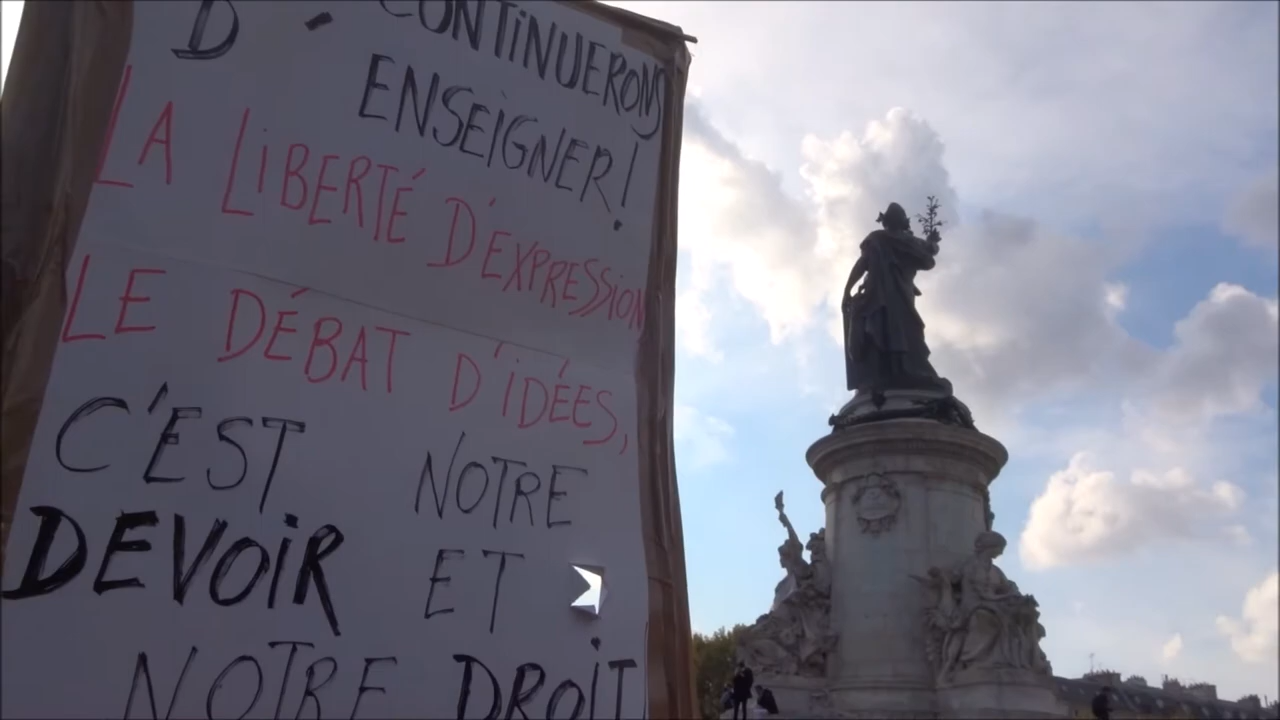 CONTINUERONS
D'
ENSEIGNER!
LA LIBERTÉ D'EXPRESSION
LE DÉBAT D'IDÉES,
C'EST NOTRE
DEVOIR ET
NOTRE DROIT